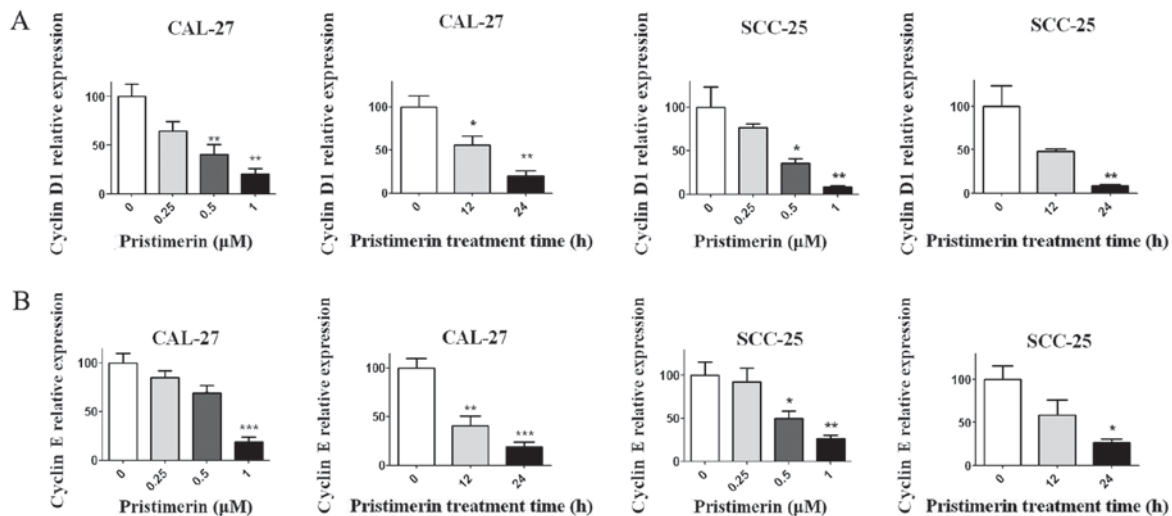 A
CAL-27
Cyclin D1 relative expression
100
50
0
**
**
0
0.25
0.5
1
Pristimerin (µM)
CAL-27
Cyclin D1 relative expression
100
50
0
*
**
0
12
24
Pristimerin treatment time (h)
SCC-25
Cyclin D1 relative expression
100
50
0
*
**
0
0.25
0.5
1
Pristimerin (µM)
SCC-25
Cyclin D1 relative expression
100
50
0
**
0
12
24
Pristimerin treatment time (h)
B
CAL-27
Cyclin E relative expression
100
50
0
***
0
0.25
0.5
1
Pristimerin (µM)
CAL-27
Cyclin E relative expression
100
50
0
**
***
0
12
24
Pristimerin treatment time (h)
SCC-25
Cyclin E relative expression
100
50
0
*
**
0
0.25
0.5
1
Pristimerin (µM)
SCC-25
Cyclin E relative expression
100
50
0
*
0
12
24
Pristimerin treatment time (h)